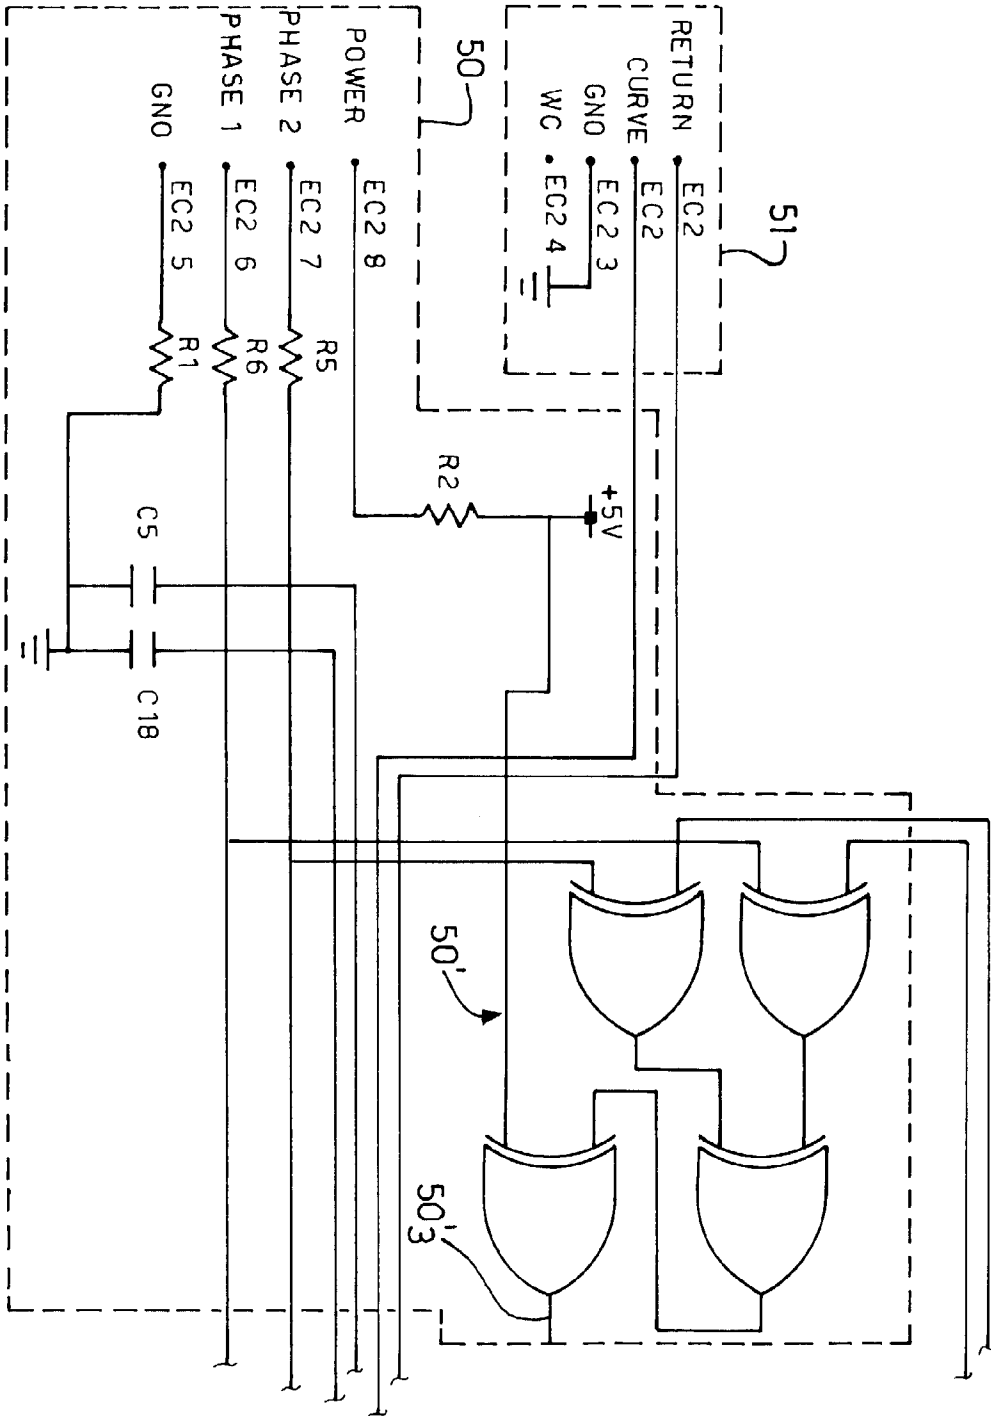 51
RETURN EC2
CURVE EC2
GND EC2 3
WC EC2 4
50
POWER EC2 8
PHASE 2 EC2 7
PHASE 1 EC2 6
GND EC2 5
R5
R6
R1
+5V
R2
C5
C18
50'
50'3